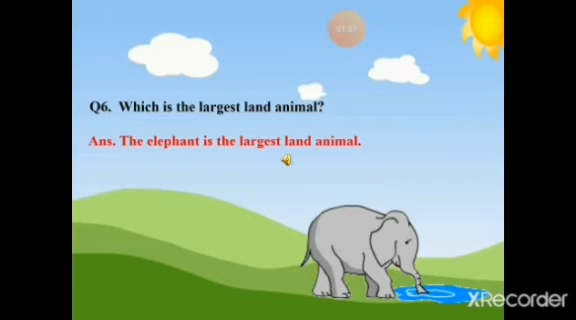 Q6. Which is the largest land animal?
Ans. The elephant is the largest land animal.
XRecorder